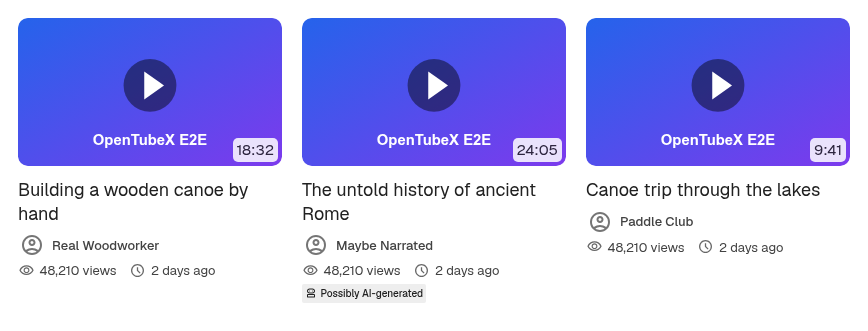 OpenTubeX E2E
18:32
Building a wooden canoe by
hand
Real Woodworker
48,210 views
2 days ago
OpenTubeX E2E
24:05
The untold history of ancient
Rome
Maybe Narrated
48,210 views
2 days ago
Possibly AI-generated
OpenTubeX E2E
9:41
Canoe trip through the lakes
Paddle Club
48,210 views
2 days ago